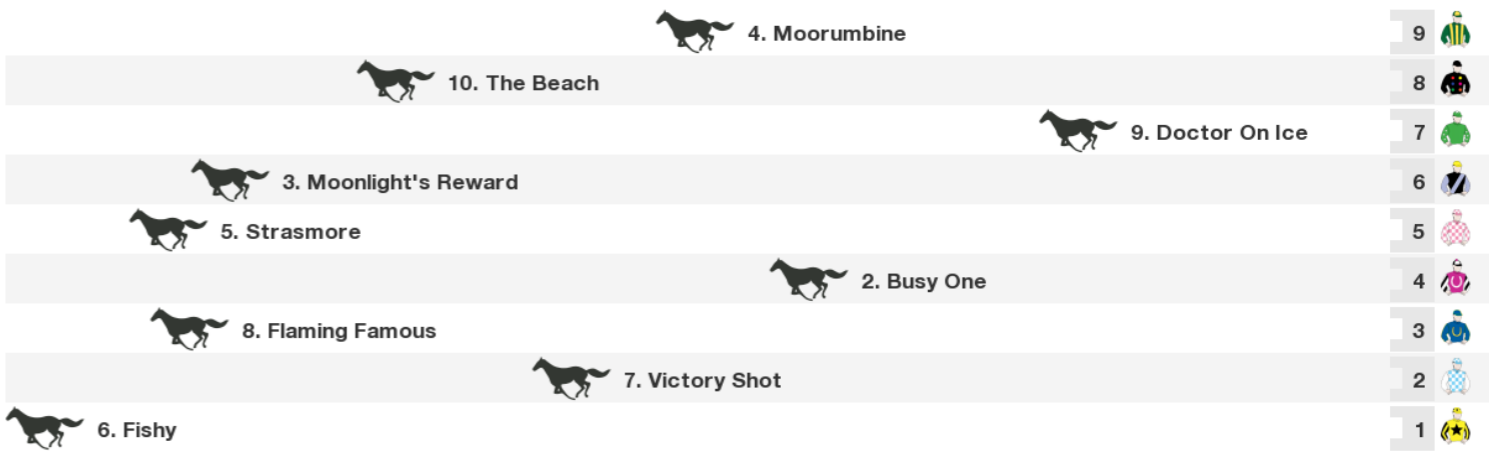 4. Moorumbine 9
10. The Beach 8
9. Doctor On Ice 7
3. Moonlight's Reward 6
5. Strasmore 5
2. Busy One 4
8. Flaming Famous 3
7. Victory Shot 2
6. Fishy 1